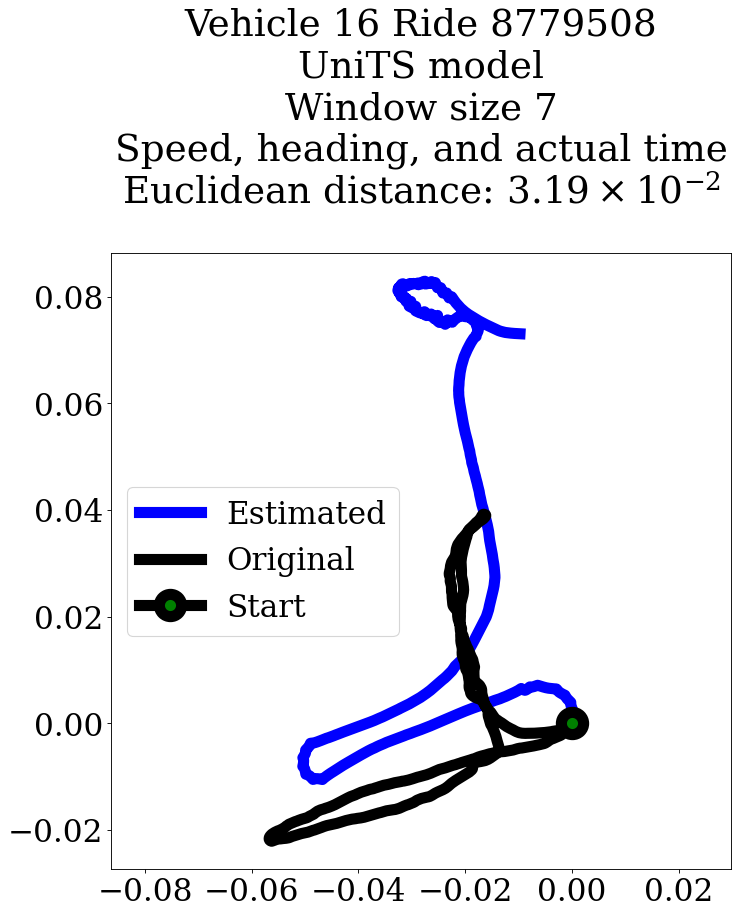 Vehicle 16 Ride 8779508
UniTS model
Window size 7
Speed, heading, and actual time
Euclidean distance: 3.19 × 10⁻²
0.08
0.06
0.04
0.02
0.00
−0.02
Estimated
Original
Start
−0.08 −0.06 −0.04 −0.02 0.00 0.02